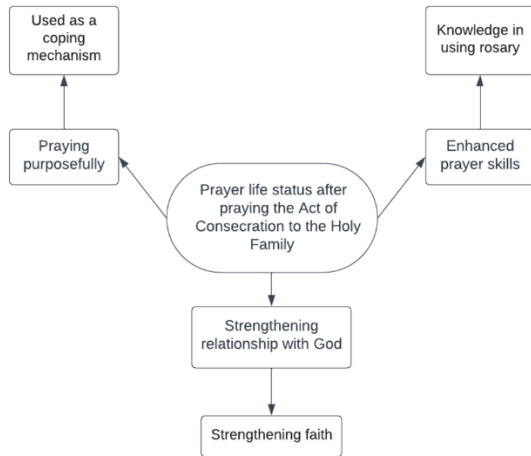 Used as a
coping
mechanism
Knowledge in
using rosary
Praying
purposefully
Enhanced
prayer skills
Prayer life status after
praying the Act of
Consecration to the Holy
Family
Strengthening
relationship with God
Strengthening faith